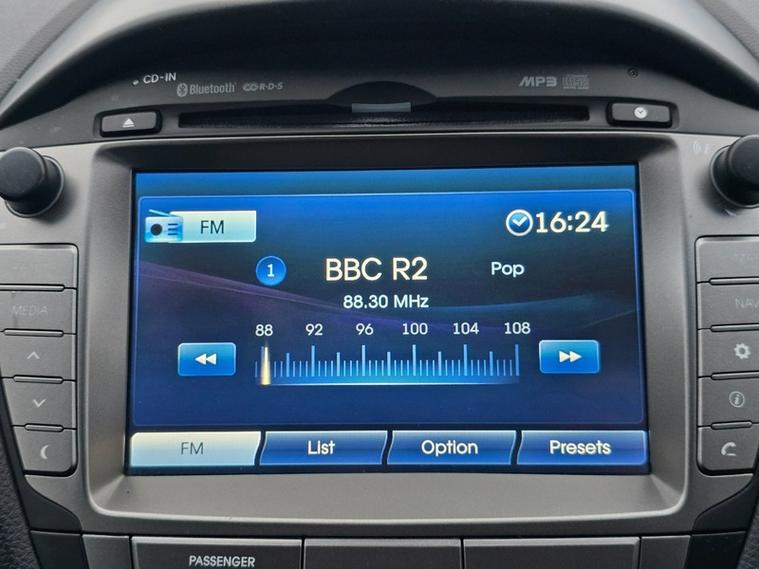 CD-IN
Bluetooth R·D·S
MP3
FM
16:24
1
BBC R2
Pop
88.30 MHz
88 92 96 100 104 108
FM List Option Presets
MEDIA
NAV
PASSENGER